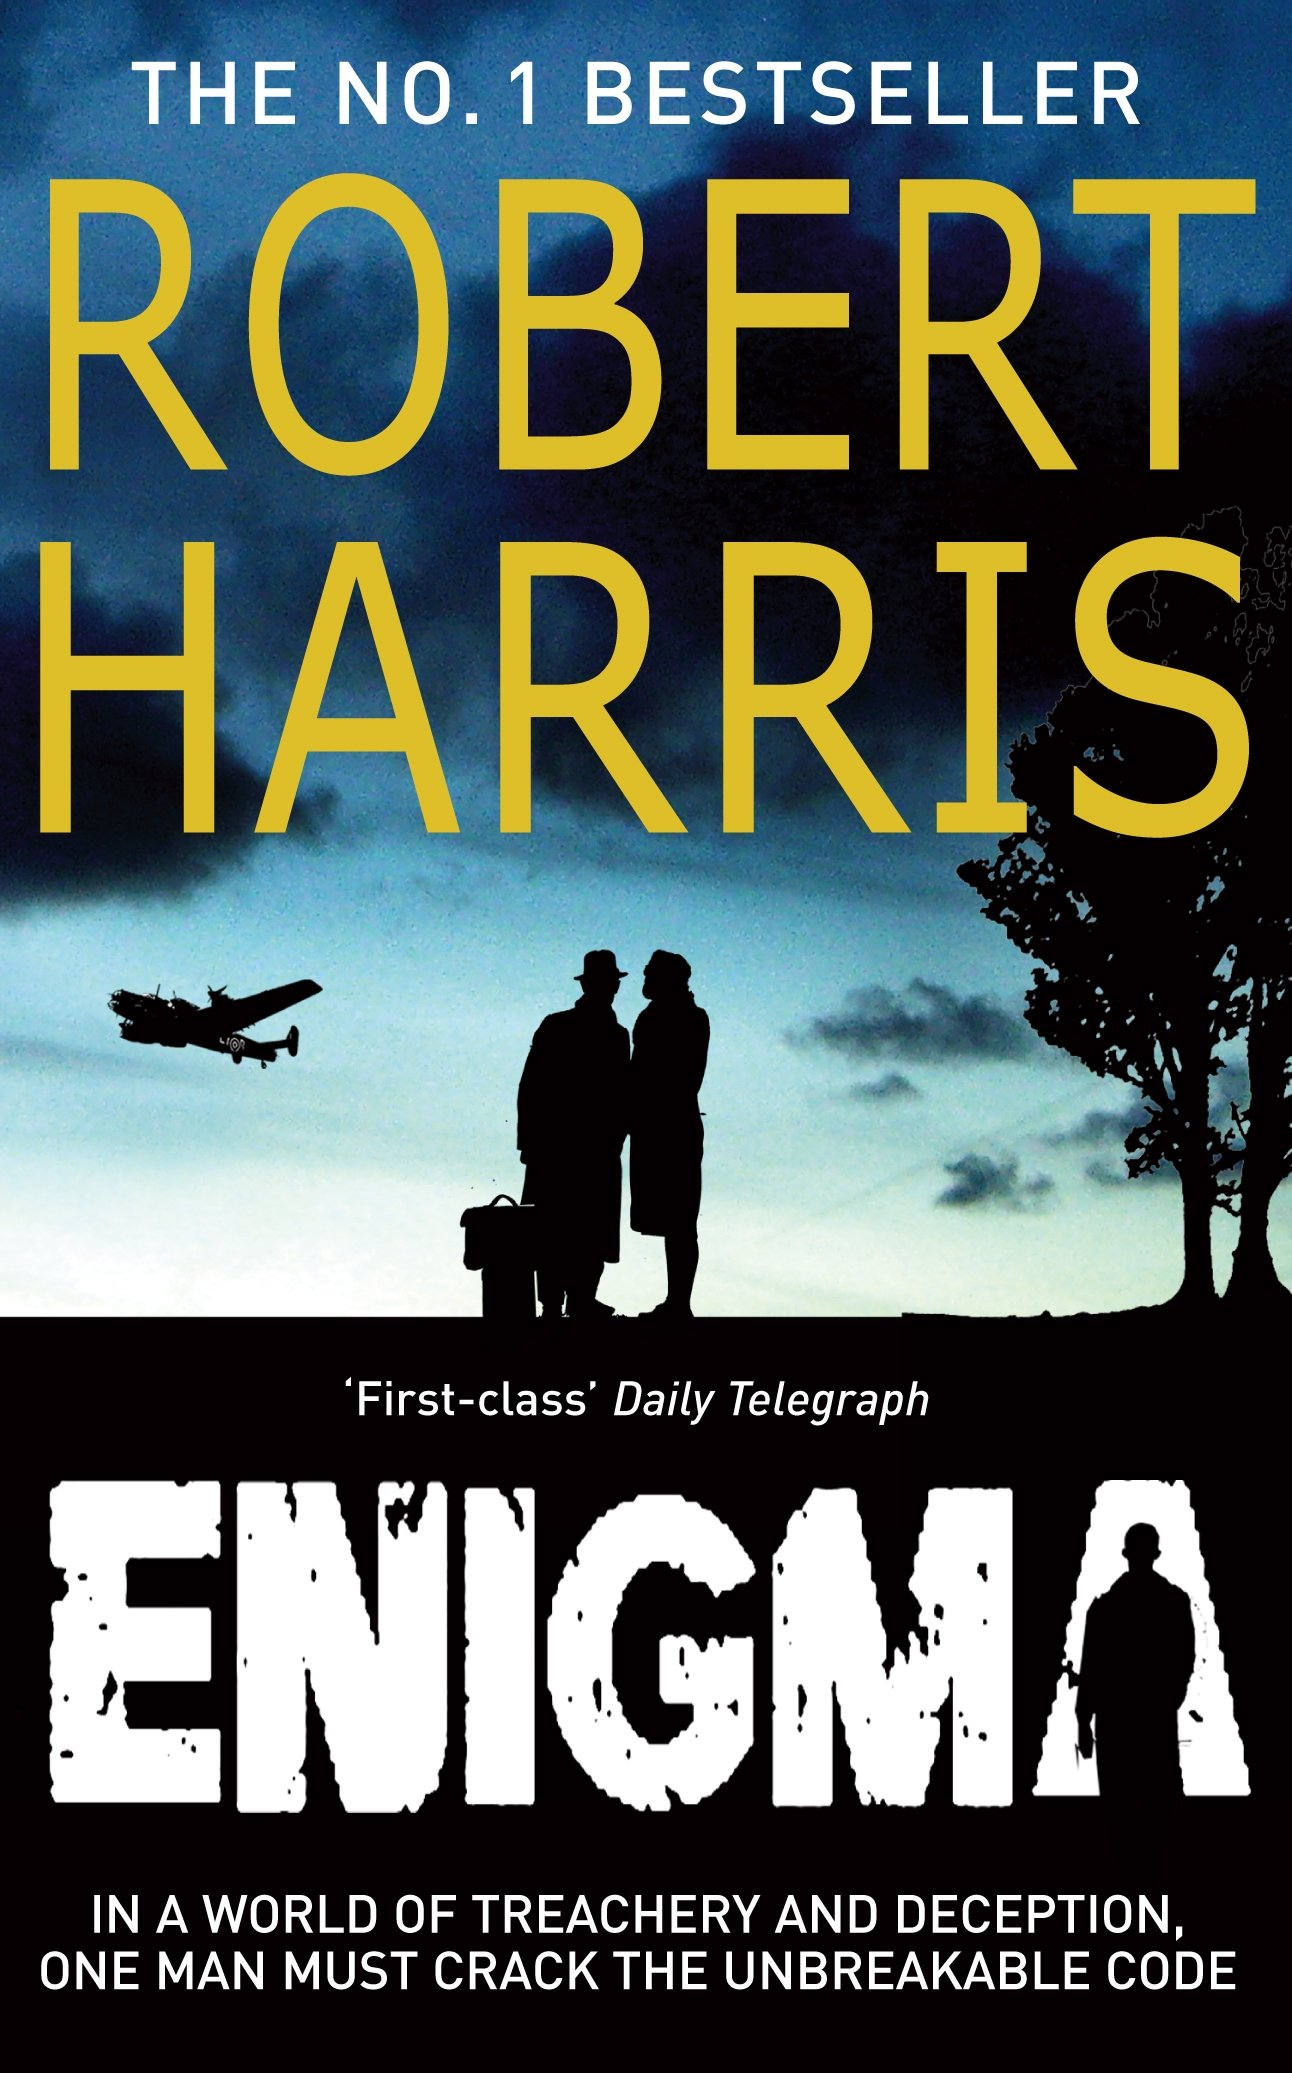 THE NO. 1 BESTSELLER
ROBERT
HARRIS
‘First-class’ Daily Telegraph
ENIGMA
IN A WORLD OF TREACHERY AND DECEPTION,
ONE MAN MUST CRACK THE UNBREAKABLE CODE